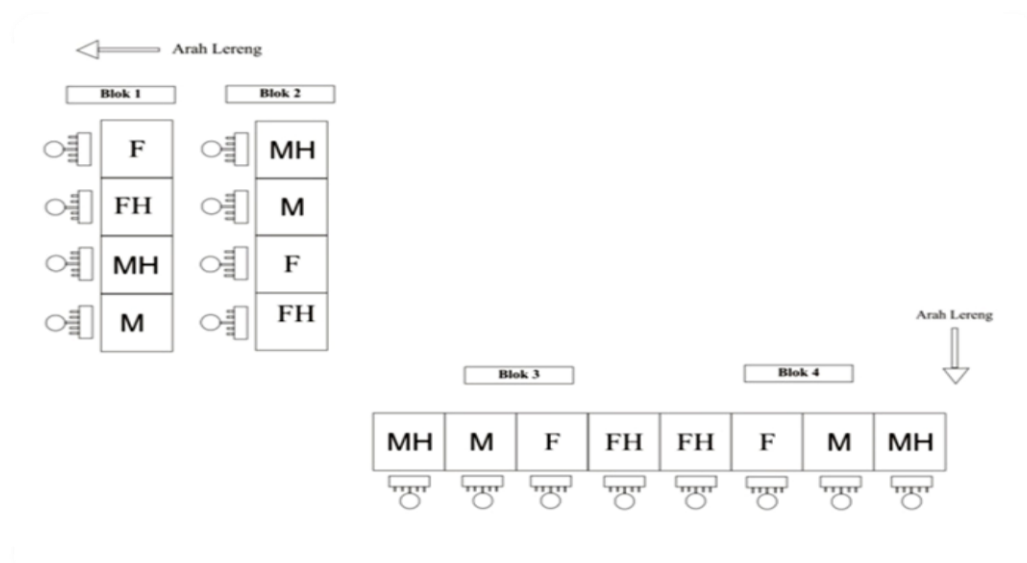 Arah Lereng
Blok 1
Blok 2
F
MH
FH
M
MH
F
M
FH
Arah Lereng
Blok 3
Blok 4
MH M F FH FH F M MH